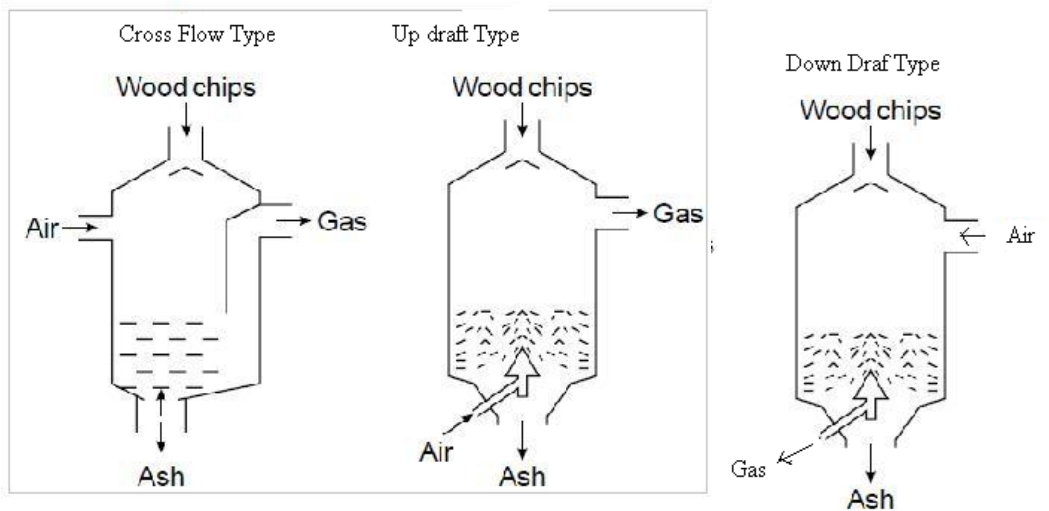 Cross Flow Type
Wood chips
Air
Gas
Ash
Up draft Type
Wood chips
Gas
Air
Ash
Down Draf Type
Wood chips
Air
Gas
Ash